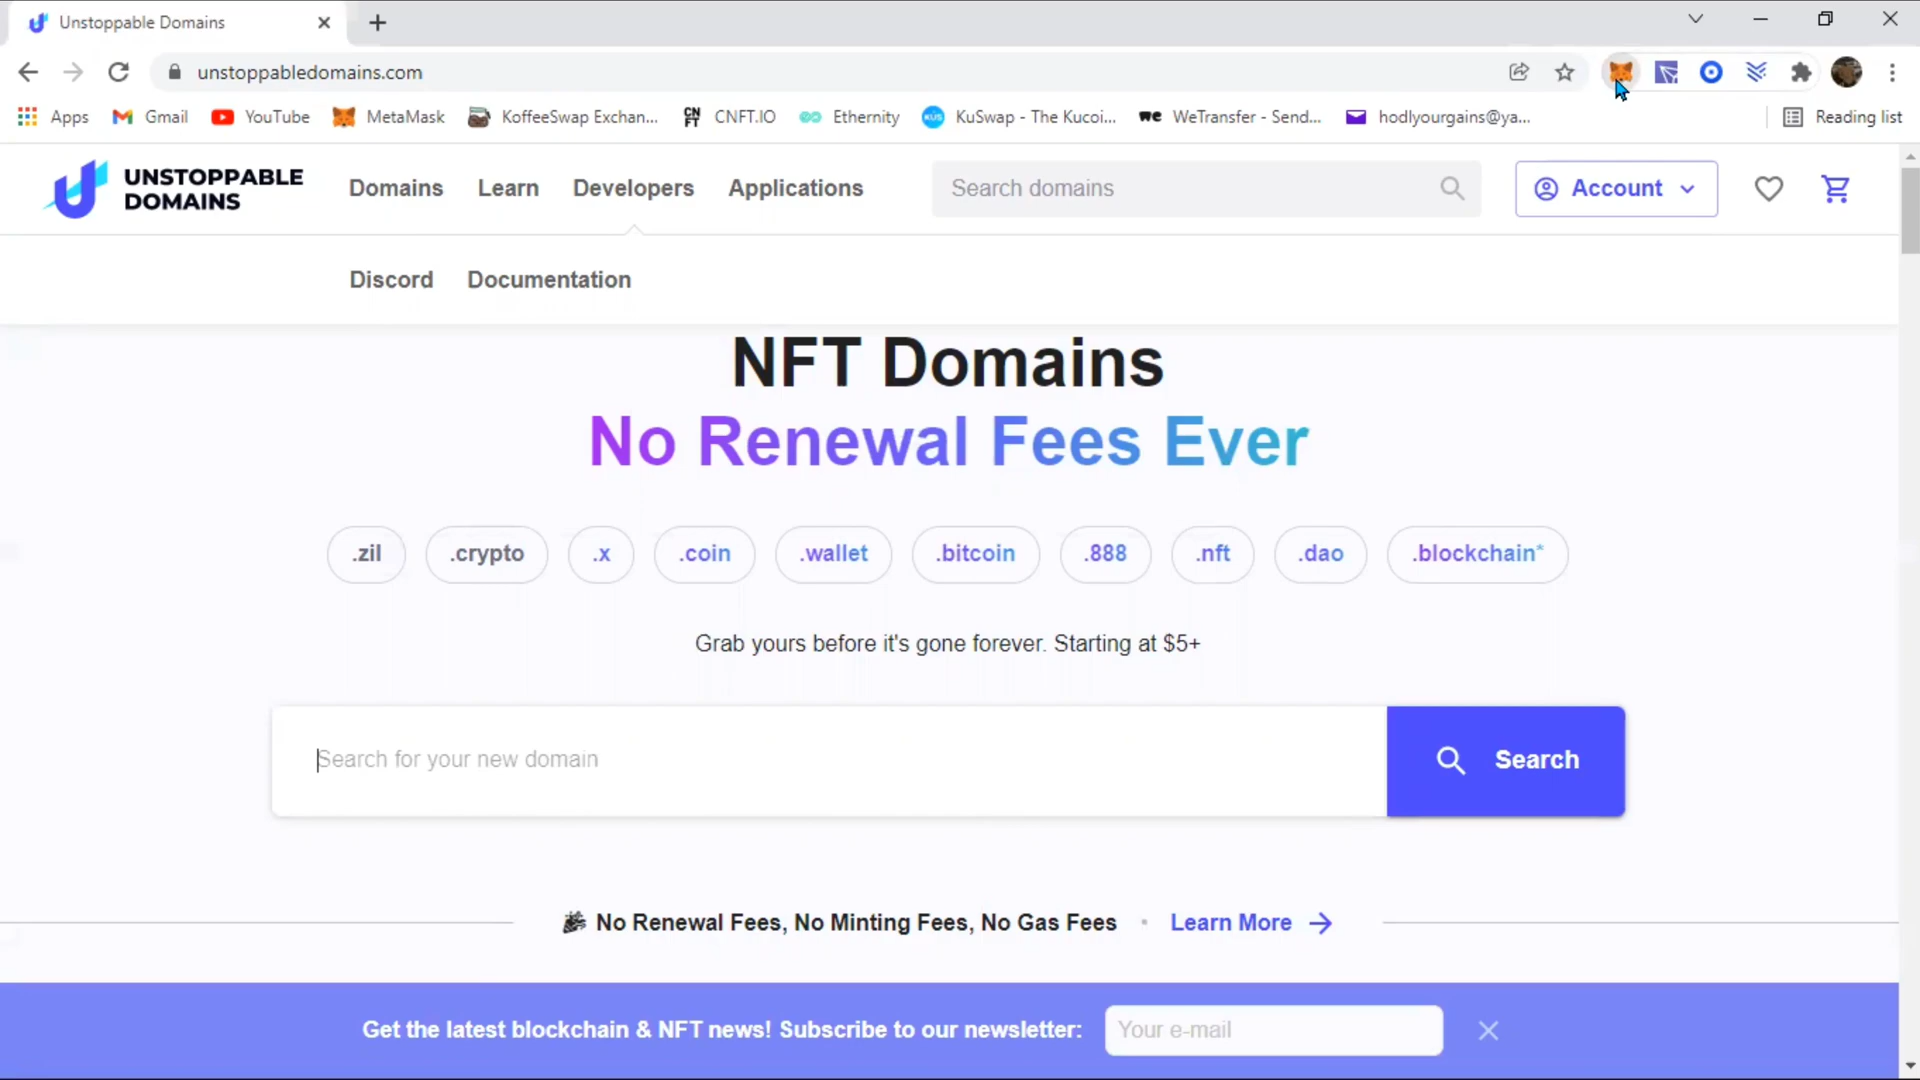 Unstoppable Domains
unstoppabledomains.com
Apps Gmail YouTube MetaMask KoffeeSwap Exchan... CNFT.IO Ethernity KuSwap - The Kucoi... WeTransfer - Send... hodlyourgains@ya... Reading list
UNSTOPPABLE
DOMAINS
Domains Learn Developers Applications Search domains Account
Discord Documentation
NFT Domains
No Renewal Fees Ever
.zil .crypto .x .coin .wallet .bitcoin .888 .nft .dao .blockchain*
Grab yours before it's gone forever. Starting at $5+
Search for your new domain Search
No Renewal Fees, No Minting Fees, No Gas Fees • Learn More →
Get the latest blockchain & NFT news! Subscribe to our newsletter: Your e-mail